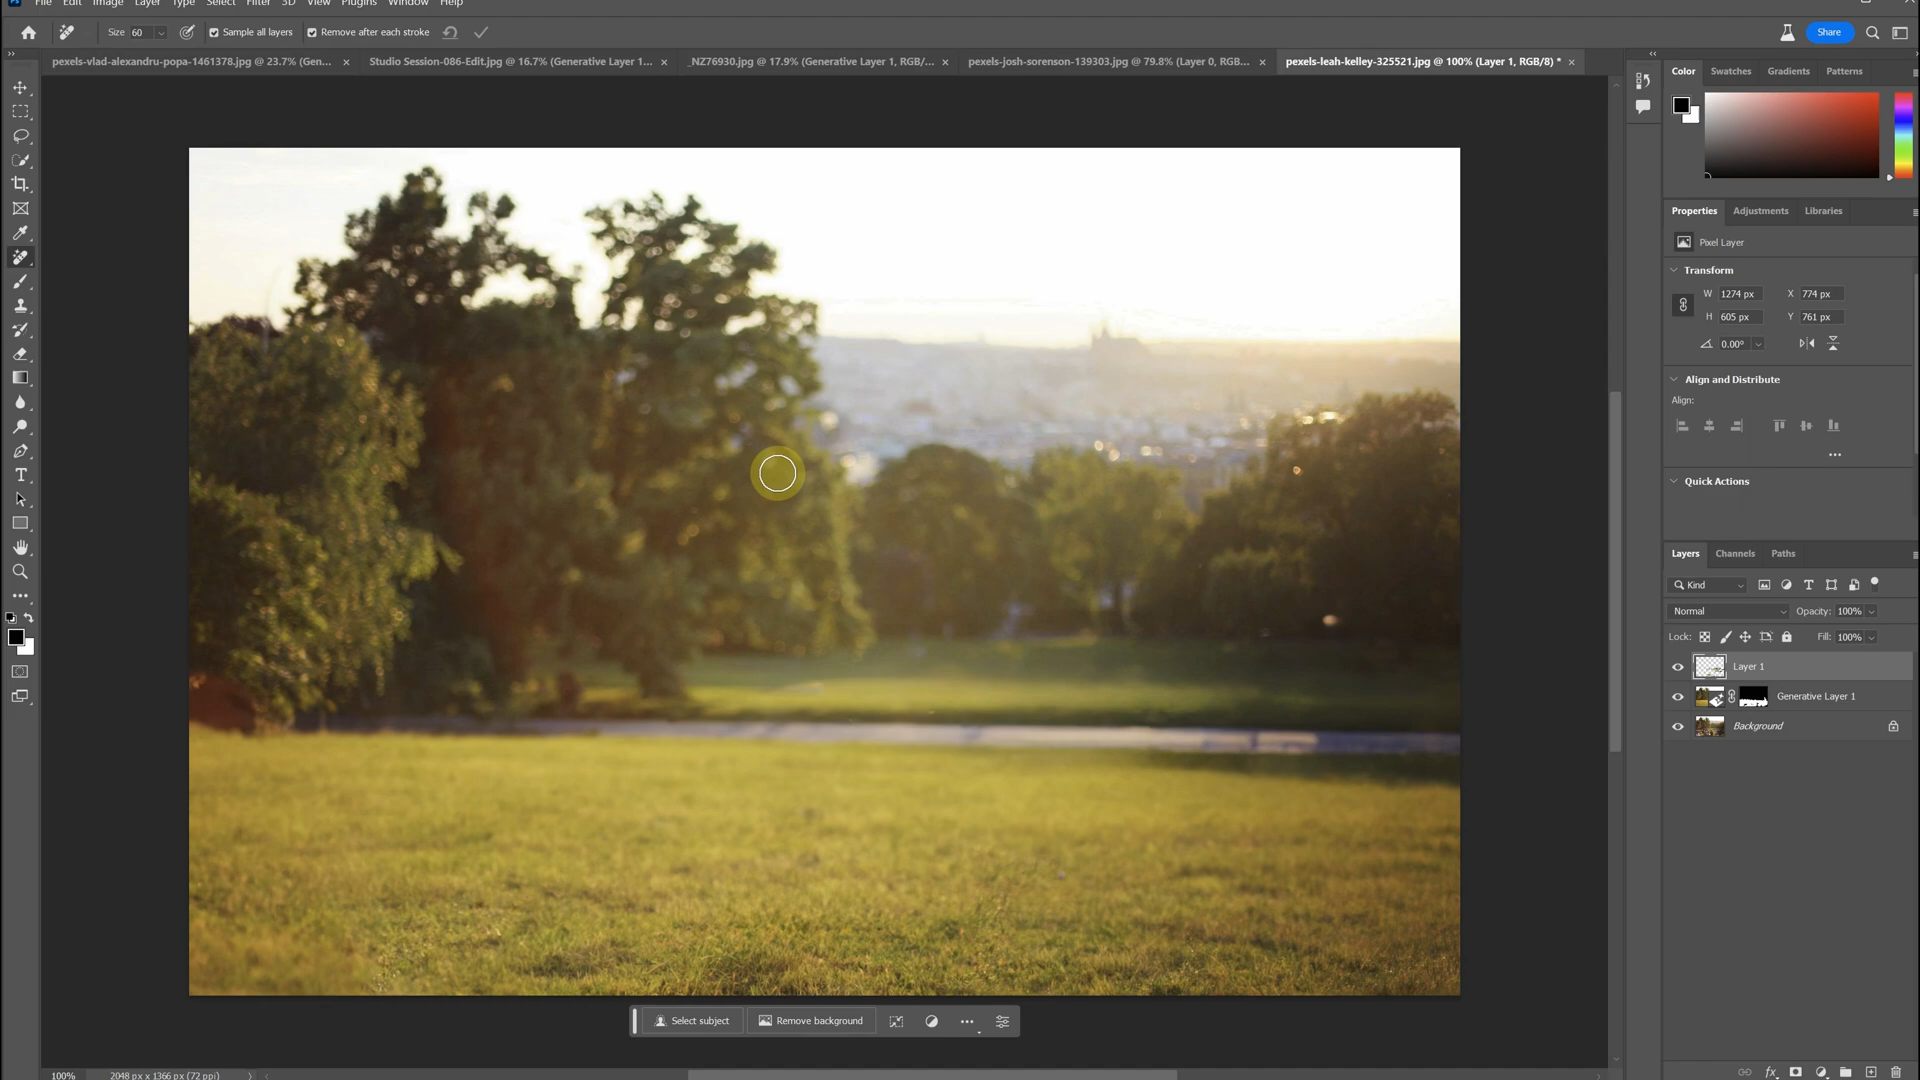 File Edit Image Layer Type Select Filter 3D View Plugins Window Help
Size 60 Sample all layers Remove after each stroke Share
pexels-vlad-alexandru-popa-1461378.jpg @ 23.7% (Gen... × Studio Session-086-Edit.jpg @ 16.7% (Generative Layer 1... × _NZ76930.jpg @ 17.9% (Generative Layer 1, RGB/... × pexels-josh-sorenson-139303.jpg @ 79.8% (Layer 0, RGB... × pexels-leah-kelley-325521.jpg @ 100% (Layer 1, RGB/8) * ×
Color Swatches Gradients Patterns
Properties Adjustments Libraries
Pixel Layer
Transform
W 1274 px X 774 px
H 605 px Y 761 px
0.00°
Align and Distribute
Align:
Quick Actions
Layers Channels Paths
Kind
Normal Opacity: 100%
Lock: Fill: 100%
Layer 1
Generative Layer 1
Background
Select subject Remove background
100% 2048 px x 1366 px (72 ppi)